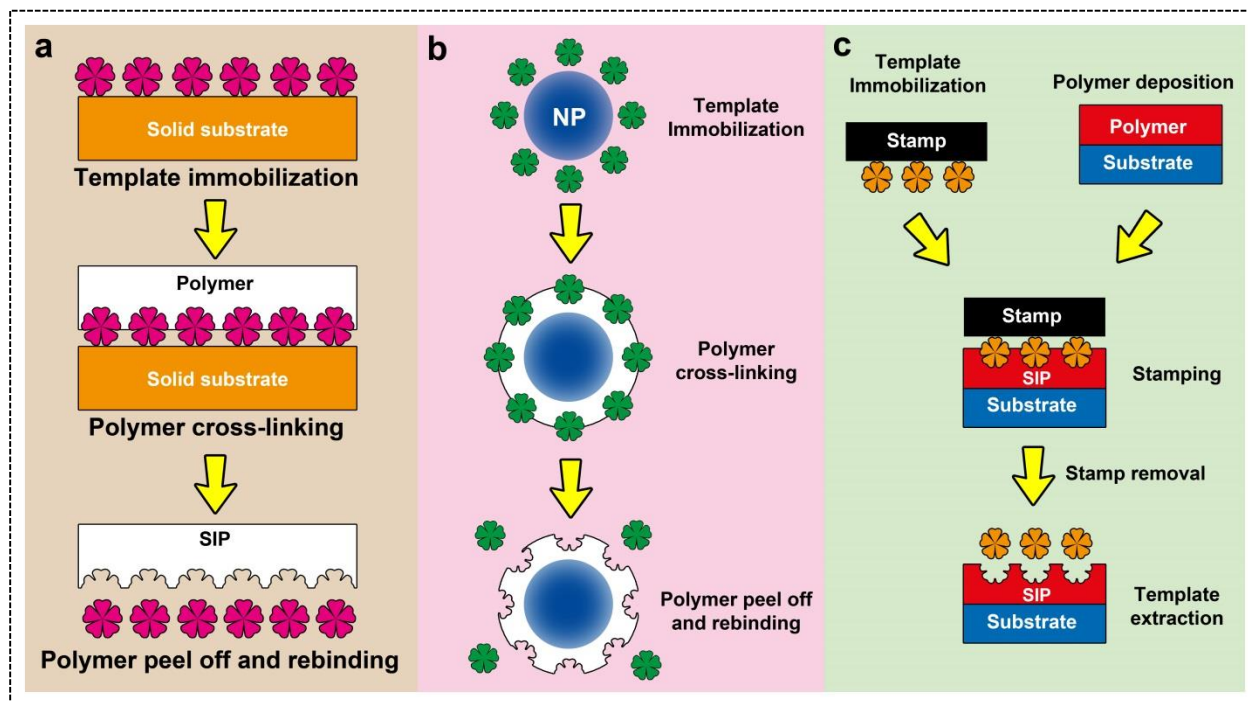 a
Solid substrate
Template immobilization
Polymer
Solid substrate
Polymer cross-linking
SIP
Polymer peel off and rebinding
b
NP
Template
Immobilization
Polymer
cross-linking
Polymer peel off
and rebinding
c
Template
Immobilization
Stamp
Polymer deposition
Polymer
Substrate
Stamp
SIP
Substrate
Stamping
Stamp removal
SIP
Substrate
Template
extraction